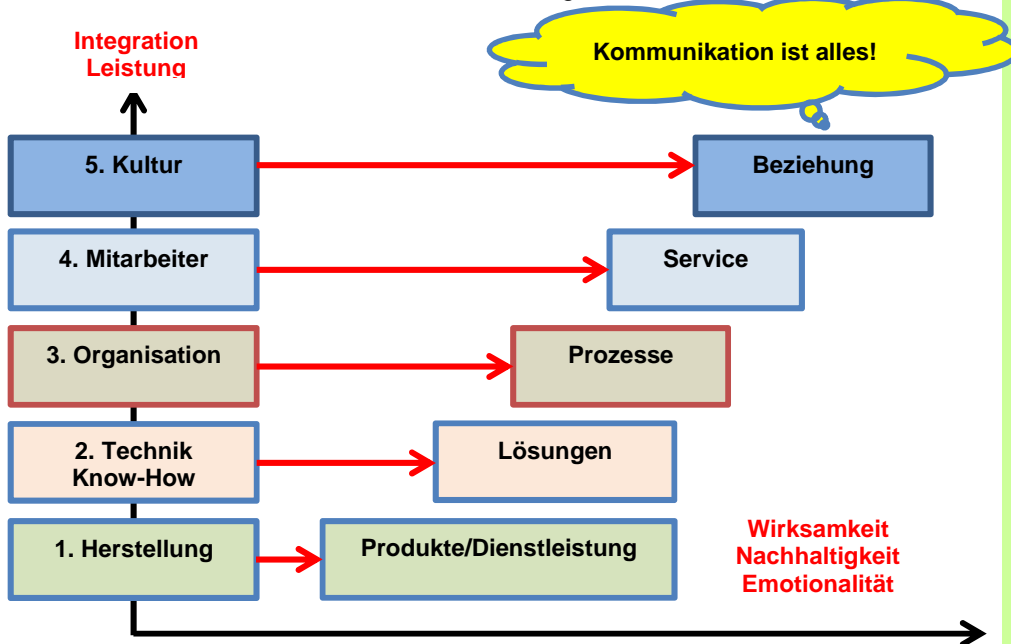 Integration
Leistung
Kommunikation ist alles!
5. Kultur
Beziehung
4. Mitarbeiter
Service
3. Organisation
Prozesse
2. Technik
Know-How
Lösungen
1. Herstellung
Produkte/Dienstleistung
Wirksamkeit
Nachhaltigkeit
Emotionalität